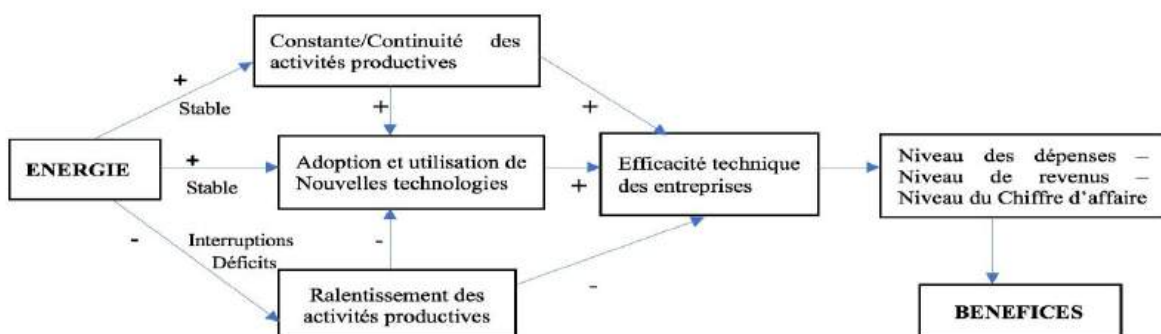 Constante/Continuité des
activités productives
+
Stable
+
+
ENERGIE
+
Stable
Adoption et utilisation de
Nouvelles technologies
+
Efficacité technique
des entreprises
Niveau des dépenses –
Niveau de revenus –
Niveau du Chiffre d'affaire
-
Interruptions
Déficits
-
-
Ralentissement des
activités productives
BENEFICES